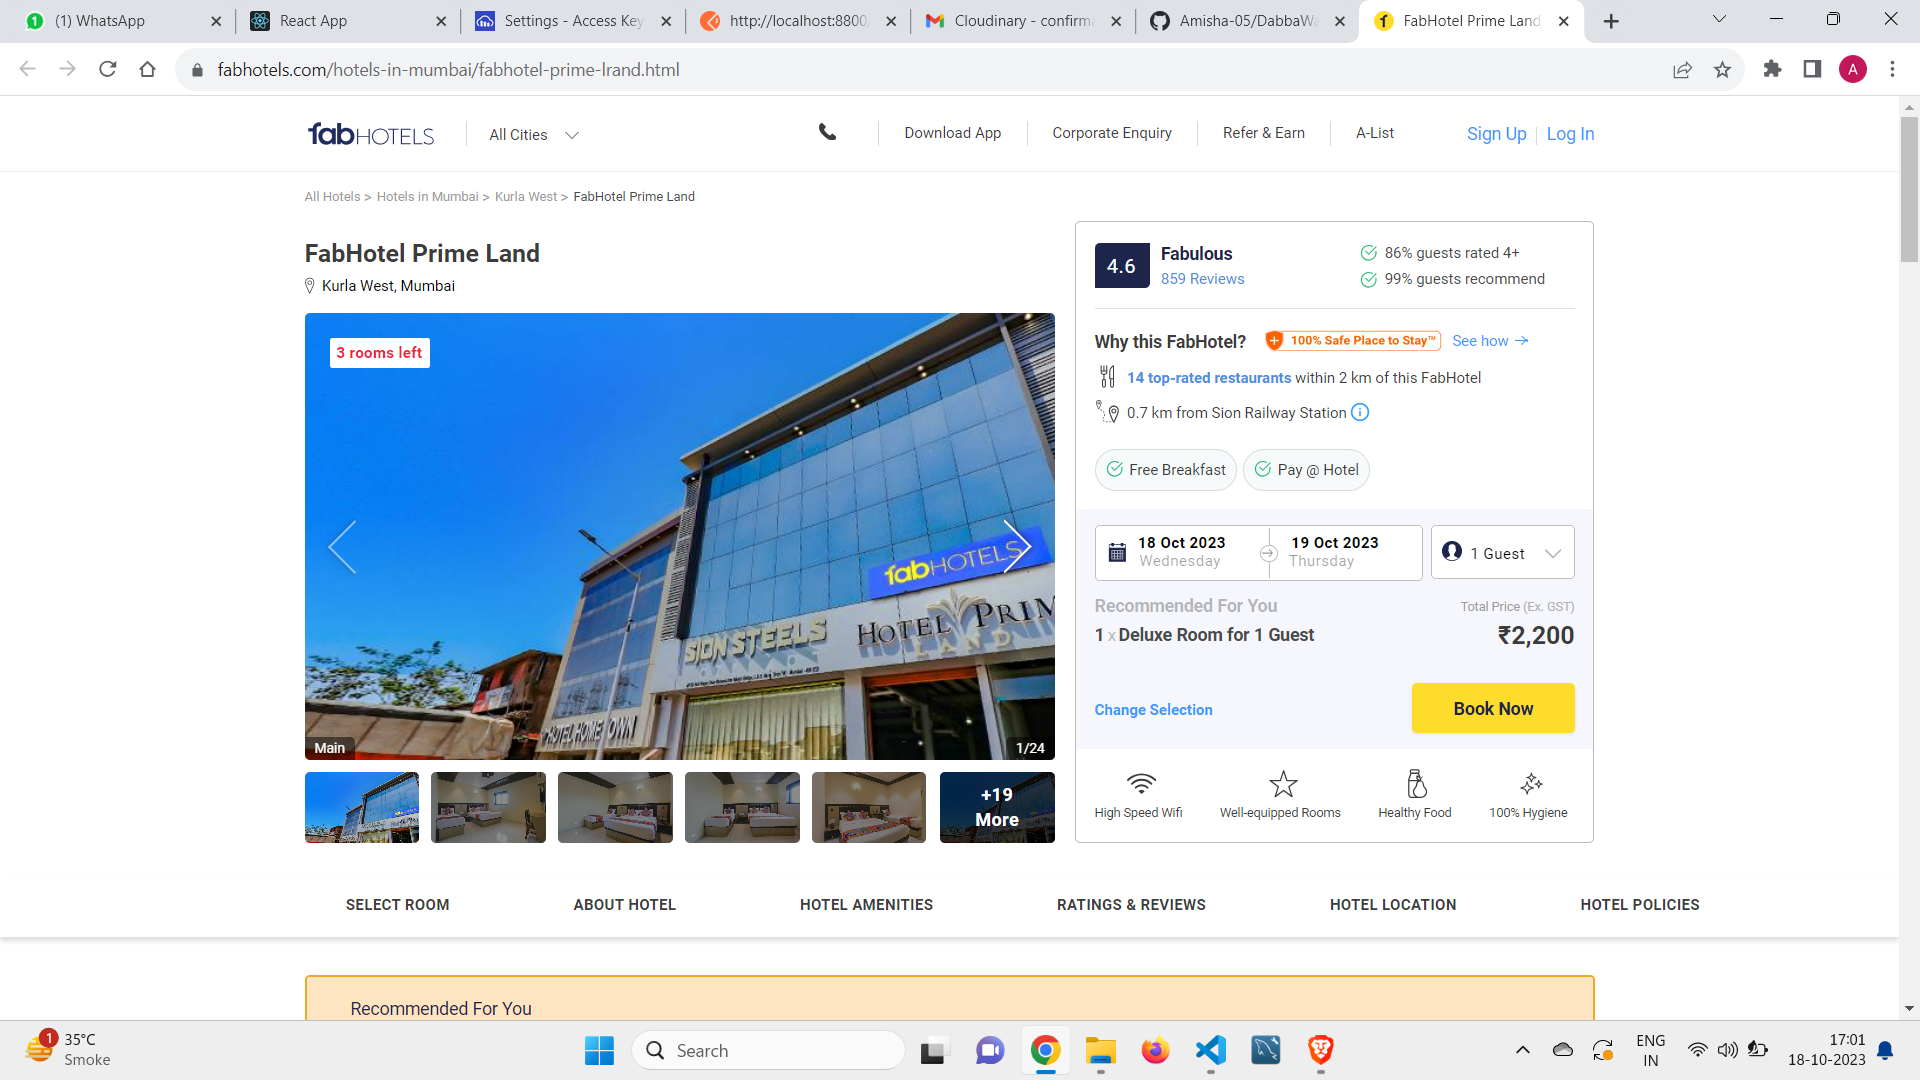 (1) WhatsApp
React App
Settings - Access Key
http://localhost:8800/
Cloudinary - confirma
Amisha-05/DabbaWa
FabHotel Prime Land
fabhotels.com/hotels-in-mumbai/fabhotel-prime-lrand.html
A
fabHOTELS
All Cities
Download App
Corporate Enquiry
Refer & Earn
A-List
Sign Up
Log In
All Hotels > Hotels in Mumbai > Kurla West > FabHotel Prime Land
FabHotel Prime Land
Kurla West, Mumbai
3 rooms left
fabHOTELS
SION STEELS
HOTEL PRIM
LAND
HOTEL HOME TOWN
Main
1/24
+19
More
4.6
Fabulous
859 Reviews
86% guests rated 4+
99% guests recommend
Why this FabHotel?
100% Safe Place to Stay™
See how
14 top-rated restaurants within 2 km of this FabHotel
0.7 km from Sion Railway Station
Free Breakfast
Pay @ Hotel
18 Oct 2023
Wednesday
19 Oct 2023
Thursday
1 Guest
Recommended For You
Total Price (Ex. GST)
1 x Deluxe Room for 1 Guest
₹2,200
Change Selection
Book Now
High Speed Wifi
Well-equipped Rooms
Healthy Food
100% Hygiene
SELECT ROOM
ABOUT HOTEL
HOTEL AMENITIES
RATINGS & REVIEWS
HOTEL LOCATION
HOTEL POLICIES
Recommended For You
1
35°C
Smoke
Search
ENG
IN
17:01
18-10-2023